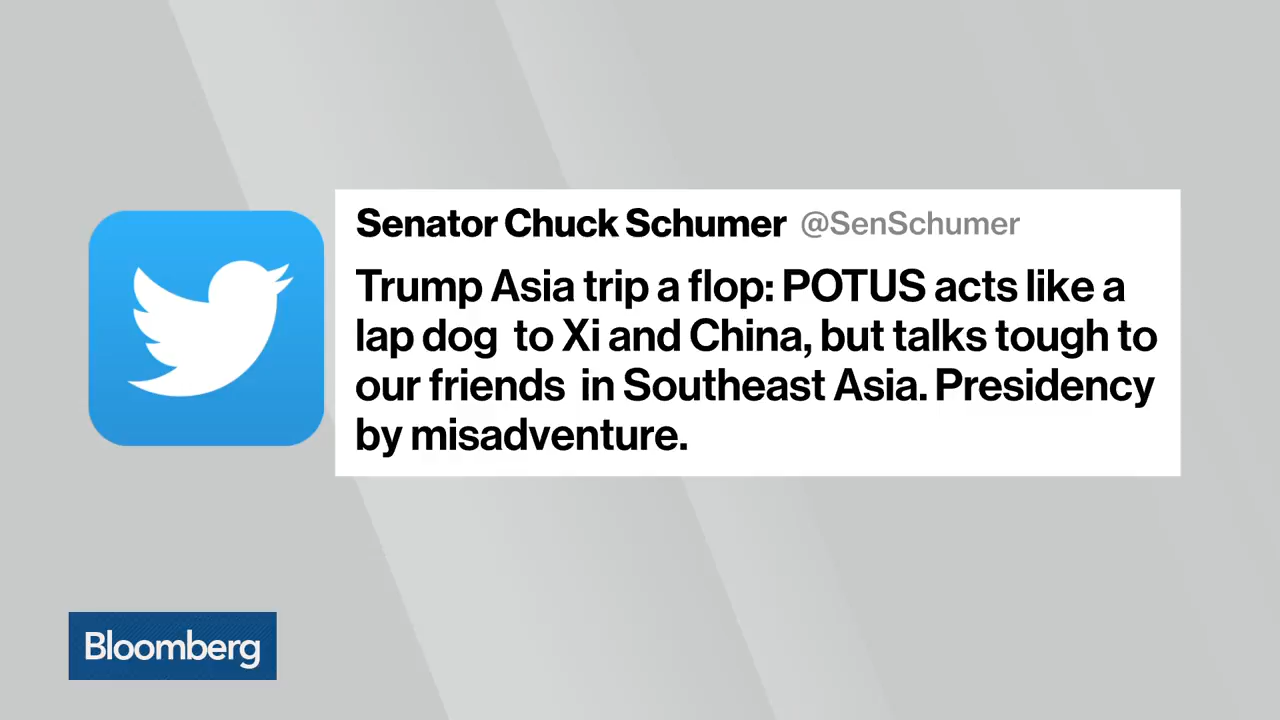 Senator Chuck Schumer @SenSchumer
Trump Asia trip a flop: POTUS acts like a
lap dog  to Xi and China, but talks tough to
our friends  in Southeast Asia. Presidency
by misadventure.
Bloomberg